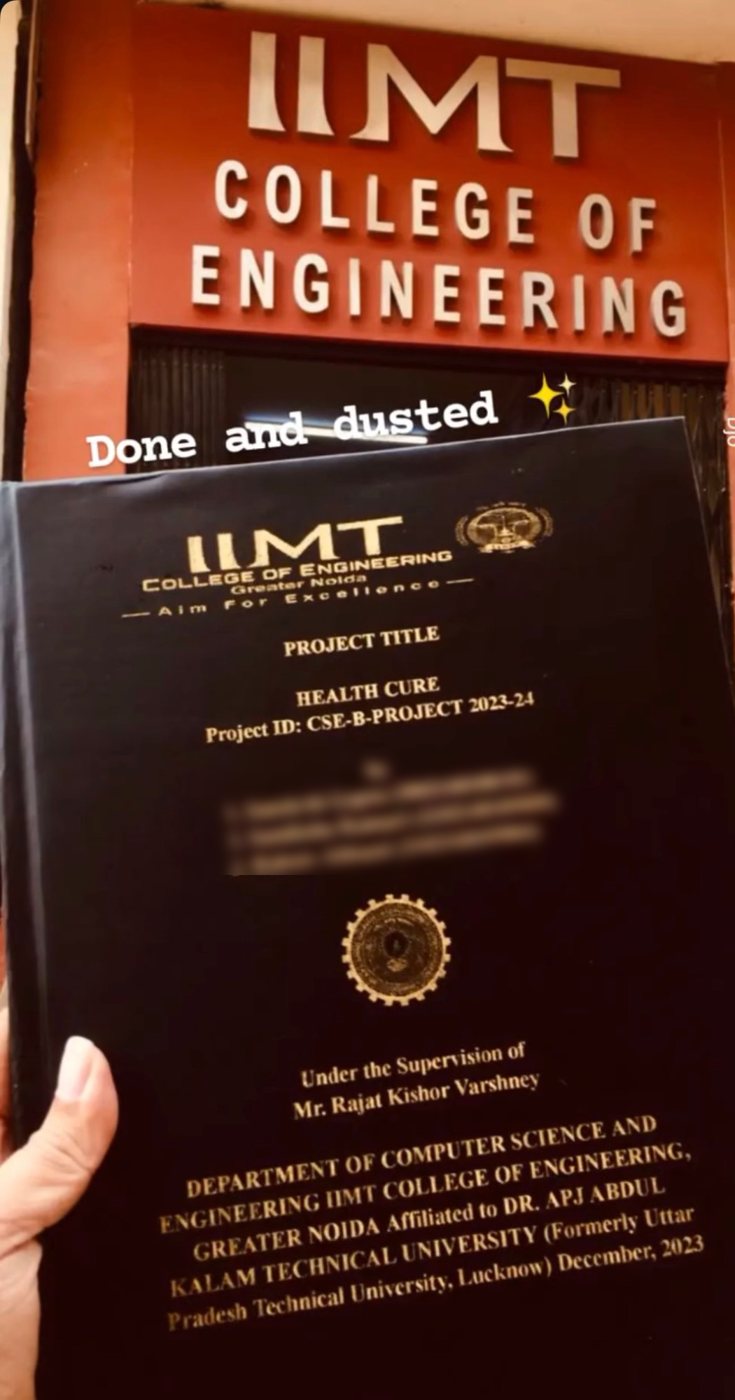 IIMT
COLLEGE OF
ENGINEERING
Done and dusted ✨
IIMT
COLLEGE OF ENGINEERING
Greater Noida
— Aim For Excellence —
PROJECT TITLE
HEALTH CURE
Project ID: CSE-B-PROJECT 2023-24
Under the Supervision of
Mr. Rajat Kishor Varshney
DEPARTMENT OF COMPUTER SCIENCE AND
ENGINEERING IIMT COLLEGE OF ENGINEERING,
GREATER NOIDA Affiliated to DR. APJ ABDUL
KALAM TECHNICAL UNIVERSITY (Formerly Uttar
Pradesh Technical University, Lucknow) December, 2023